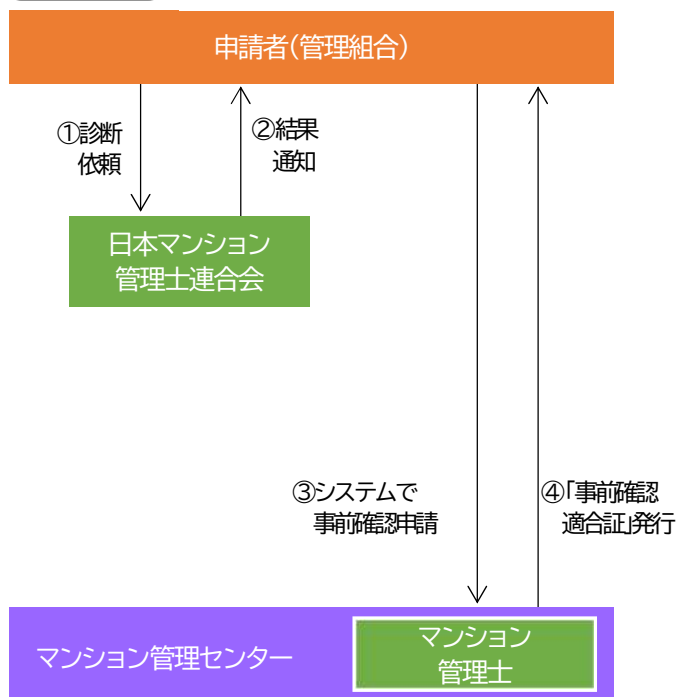 申請者(管理組合)
①診断
依頼
②結果
通知
日本マンション
管理士連合会
③システムで
事前確認申請
④「事前確認
適合証」発行
マンション管理センター
マンション
管理士